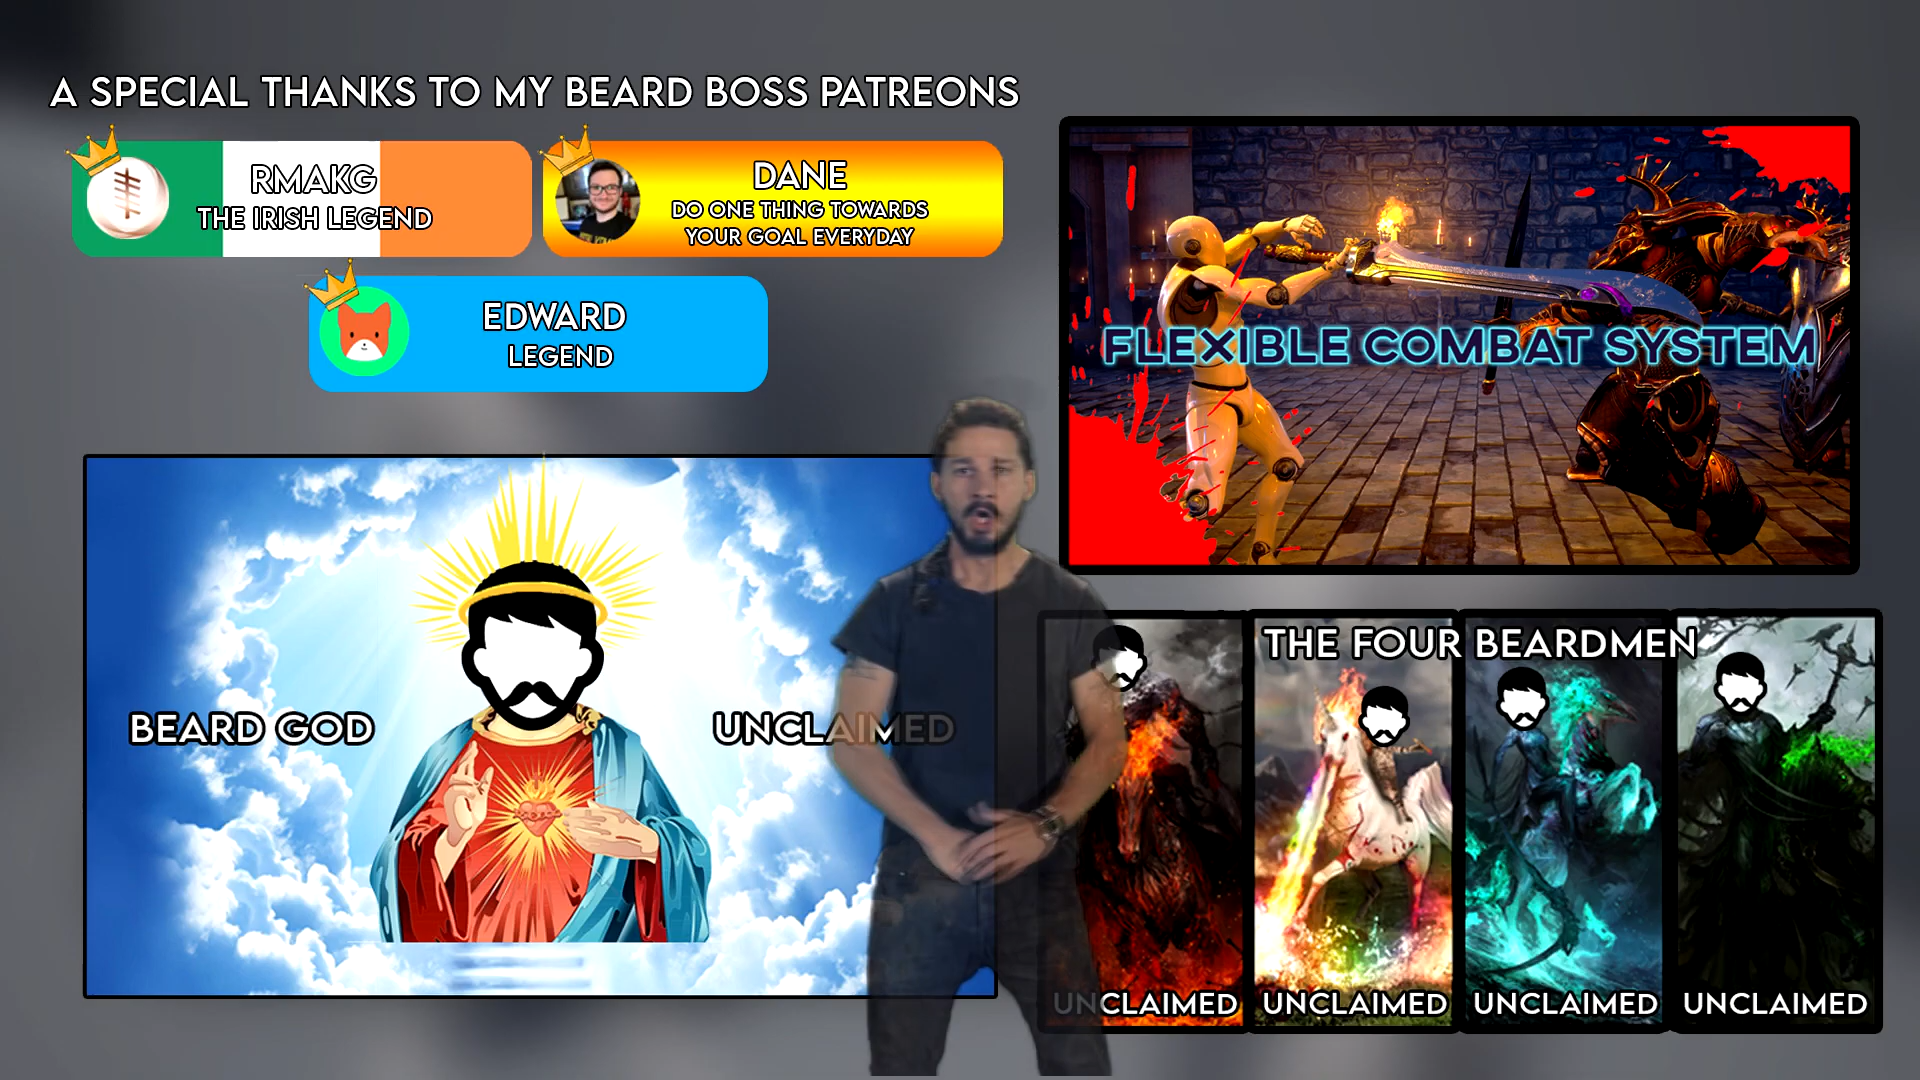 A SPECIAL THANKS TO MY BEARD BOSS PATREONS
RMAKG
THE IRISH LEGEND
DANE
DO ONE THING TOWARDS
YOUR GOAL EVERYDAY
EDWARD
LEGEND
FLEXIBLE COMBAT SYSTEM
BEARD GOD
UNCLAIMED
THE FOUR BEARDMEN
UNCLAIMED
UNCLAIMED
UNCLAIMED
UNCLAIMED